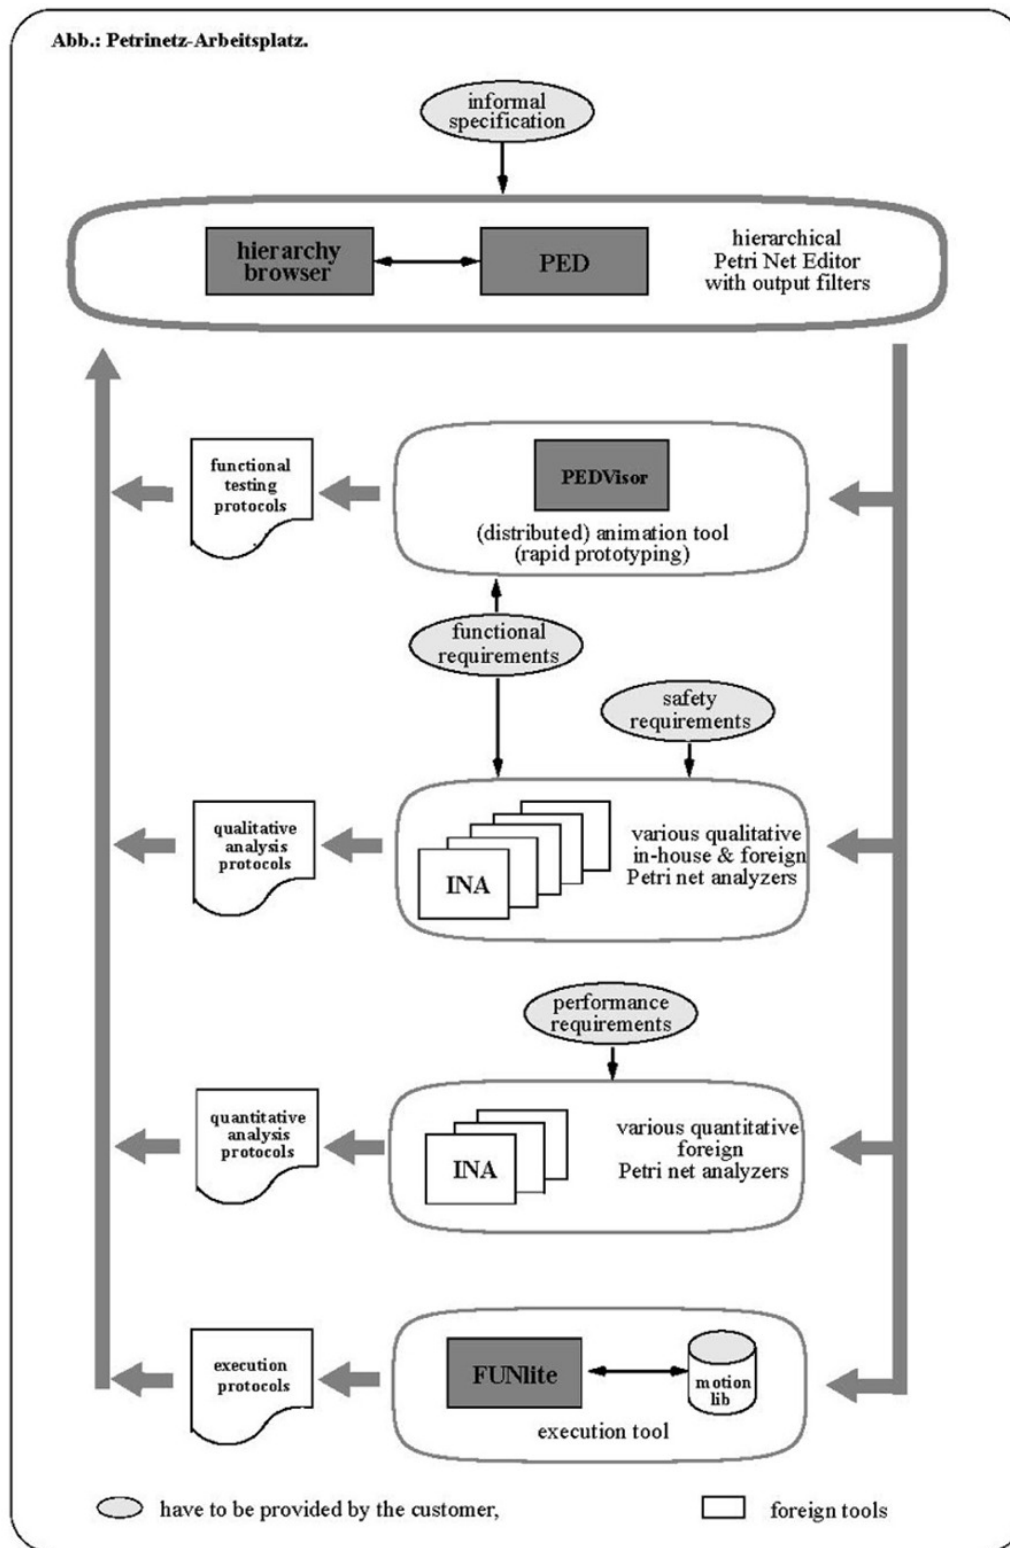 Abb.: Petrinetz-Arbeitsplatz.
informal
specification
hierarchy
browser
PED
hierarchical
Petri Net Editor
with output filters
functional
testing
protocols
PEDVisor
(distributed) animation tool
(rapid prototyping)
functional
requirements
safety
requirements
qualitative
analysis
protocols
INA
various qualitative
in-house & foreign
Petri net analyzers
performance
requirements
quantitative
analysis
protocols
INA
various quantitative
foreign
Petri net analyzers
execution
protocols
FUNlite
motion
lib
execution tool
have to be provided by the customer,
foreign tools